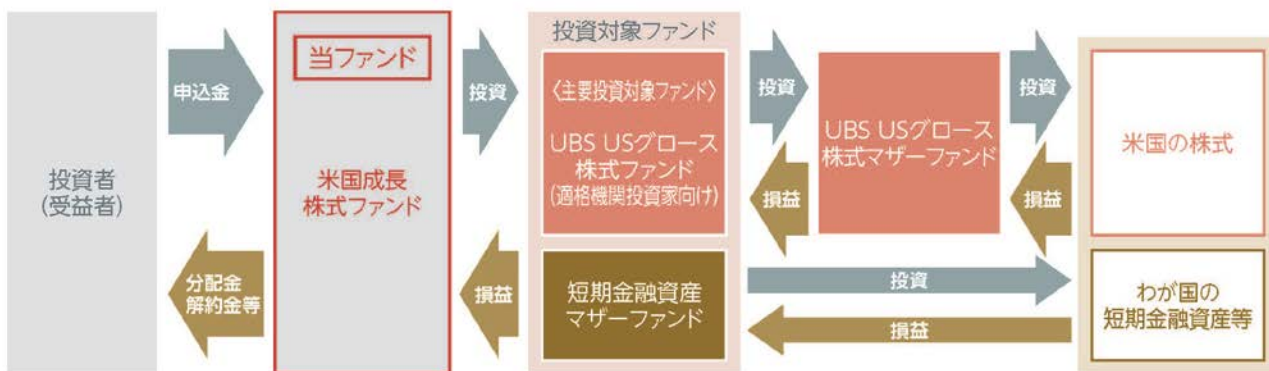 投資者
(受益者)
申込金
分配金
解約金等
当ファンド
米国成長
株式ファンド
投資
損益
投資対象ファンド
〈主要投資対象ファンド〉
UBS USグロース
株式ファンド
(適格機関投資家向け)
短期金融資産
マザーファンド
投資
損益
UBS USグロース
株式マザーファンド
投資
損益
投資
損益
米国の株式
わが国の
短期金融資産等